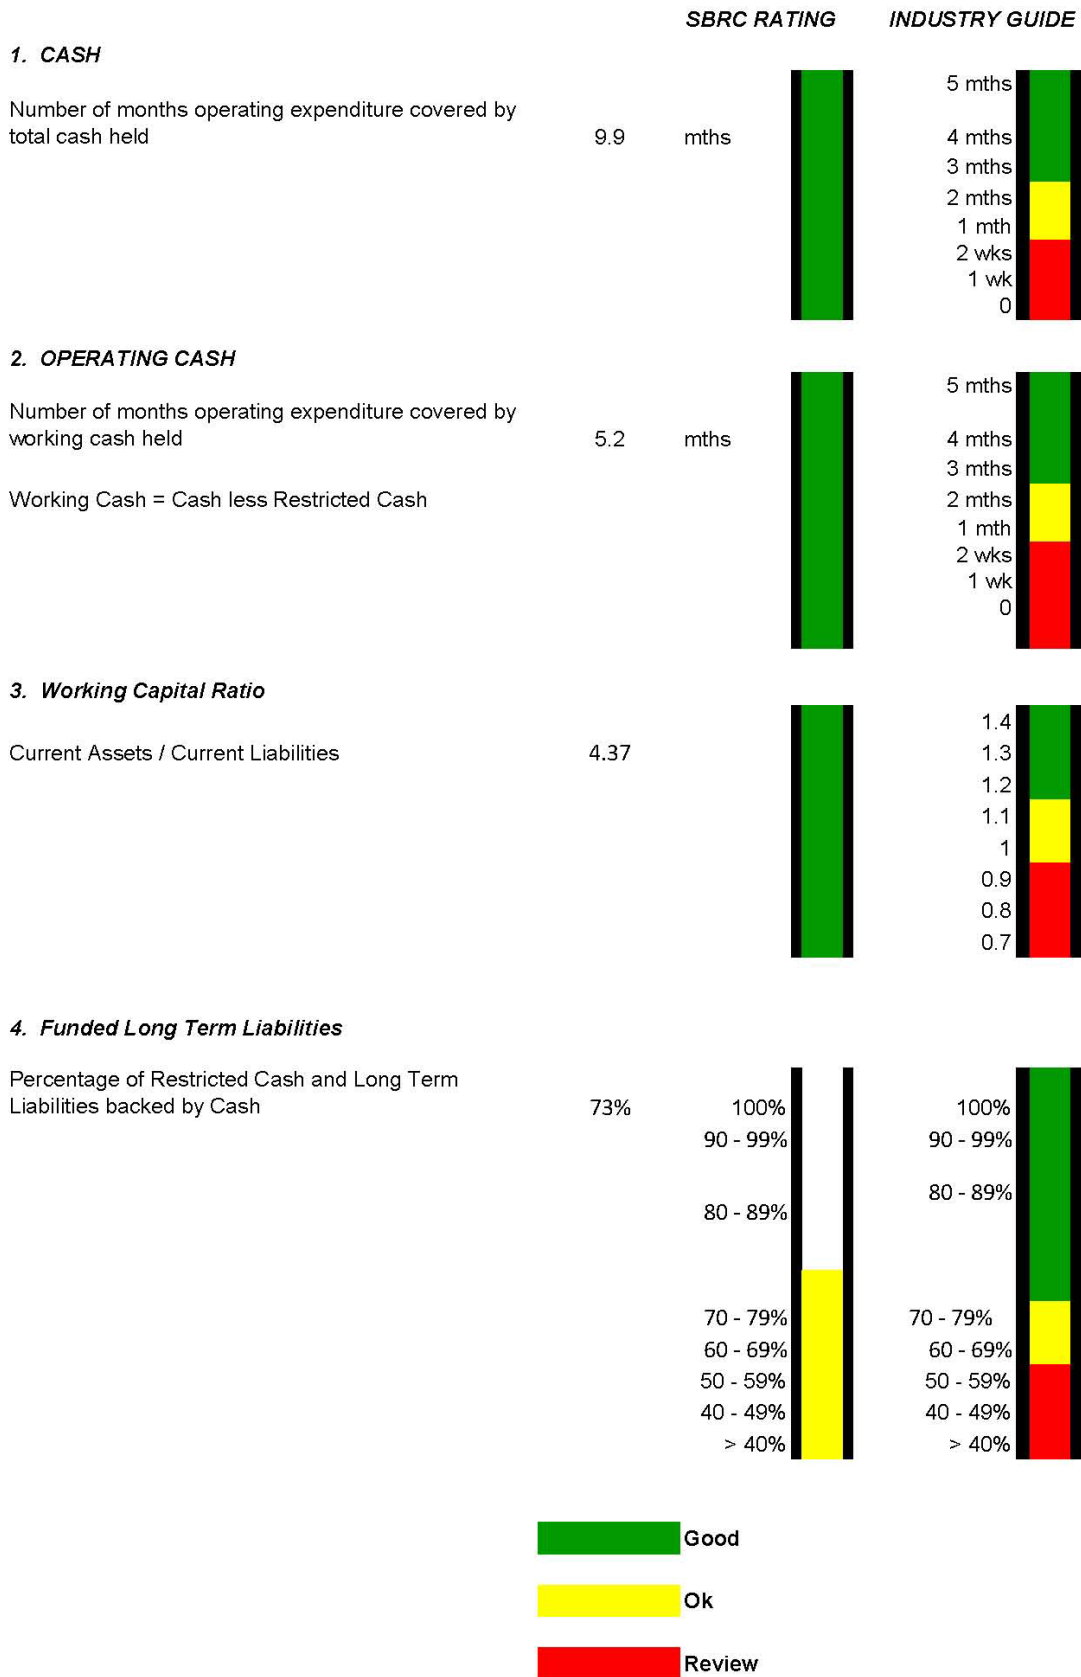 SBRC RATING INDUSTRY GUIDE
1. CASH
5 mths
Number of months operating expenditure covered by
total cash held 9.9 mths 4 mths
3 mths
2 mths
1 mth
2 wks
1 wk
0
2. OPERATING CASH
5 mths
Number of months operating expenditure covered by
working cash held 5.2 mths 4 mths
3 mths
Working Cash = Cash less Restricted Cash 2 mths
1 mth
2 wks
1 wk
0
3. Working Capital Ratio
1.4
Current Assets / Current Liabilities 4.37 1.3
1.2
1.1
1
0.9
0.8
0.7
4. Funded Long Term Liabilities
Percentage of Restricted Cash and Long Term
Liabilities backed by Cash 73% 100% 100%
90 - 99% 90 - 99%
80 - 89% 80 - 89%
70 - 79% 70 - 79%
60 - 69% 60 - 69%
50 - 59% 50 - 59%
40 - 49% 40 - 49%
> 40% > 40%
Good
Ok
Review